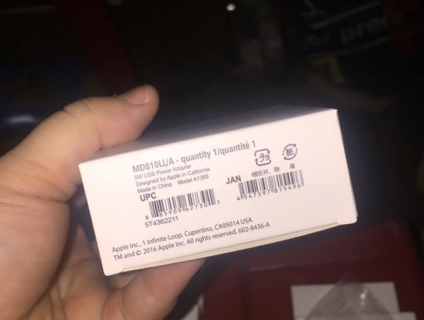 MD810LL/A - quantity 1/quantité 1
5W USB Power Adapter
Designed by Apple in California
Made in China Model A1385
UPC
JAN
5T4362211
Apple Inc., 1 Infinite Loop, Cupertino, CA95014 USA
TM and © 2016 Apple Inc. All rights reserved. 602-8436-A